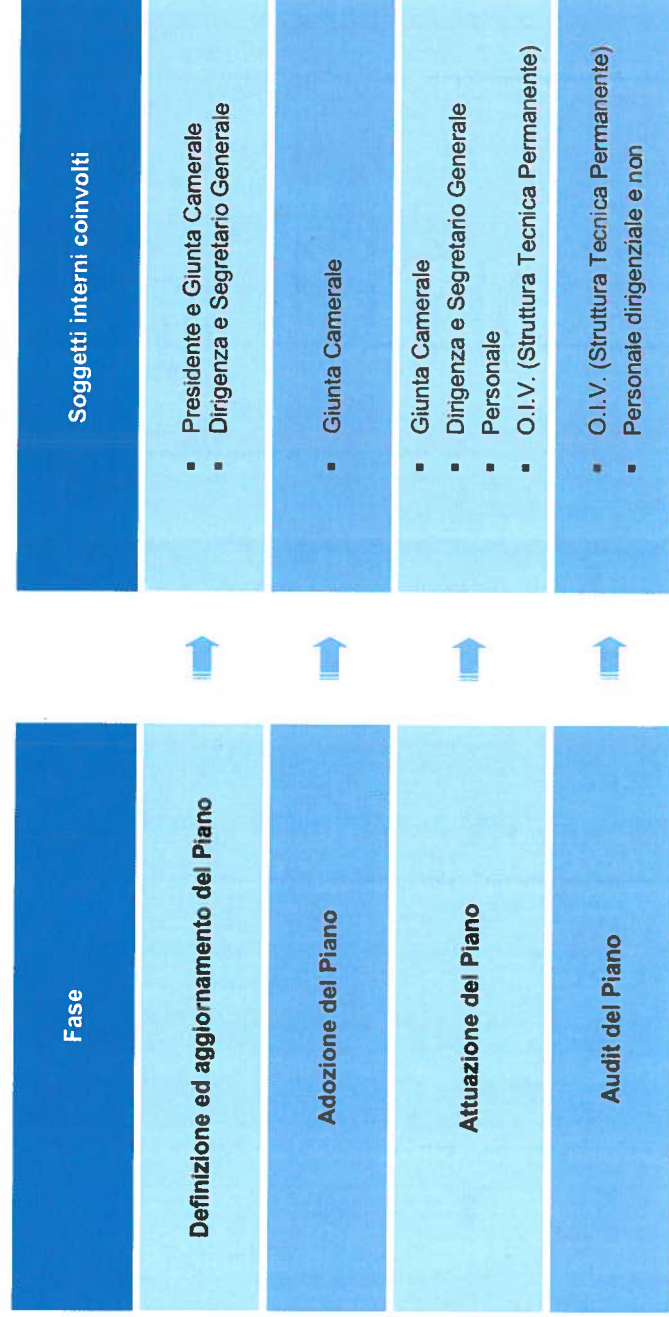 Fase
Soggetti interni coinvolti
Definizione ed aggiornamento del Piano
▪ Presidente e Giunta Camerale
▪ Dirigenza e Segretario Generale
Adozione del Piano
▪ Giunta Camerale
Attuazione del Piano
▪ Giunta Camerale
▪ Dirigenza e Segretario Generale
▪ Personale
▪ O.I.V. (Struttura Tecnica Permanente)
Audit del Piano
▪ O.I.V. (Struttura Tecnica Permanente)
▪ Personale dirigenziale e non